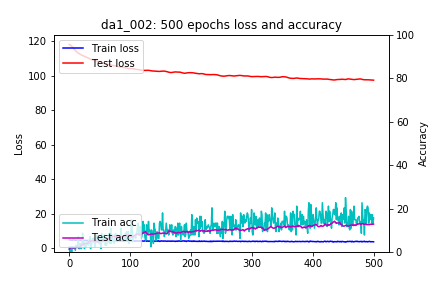 da1_002: 500 epochs loss and accuracy
120
100
80
60
40
20
0
Loss
Train loss
Test loss
Train acc
Test acc
100
80
60
40
20
0
Accuracy
0
100
200
300
400
500